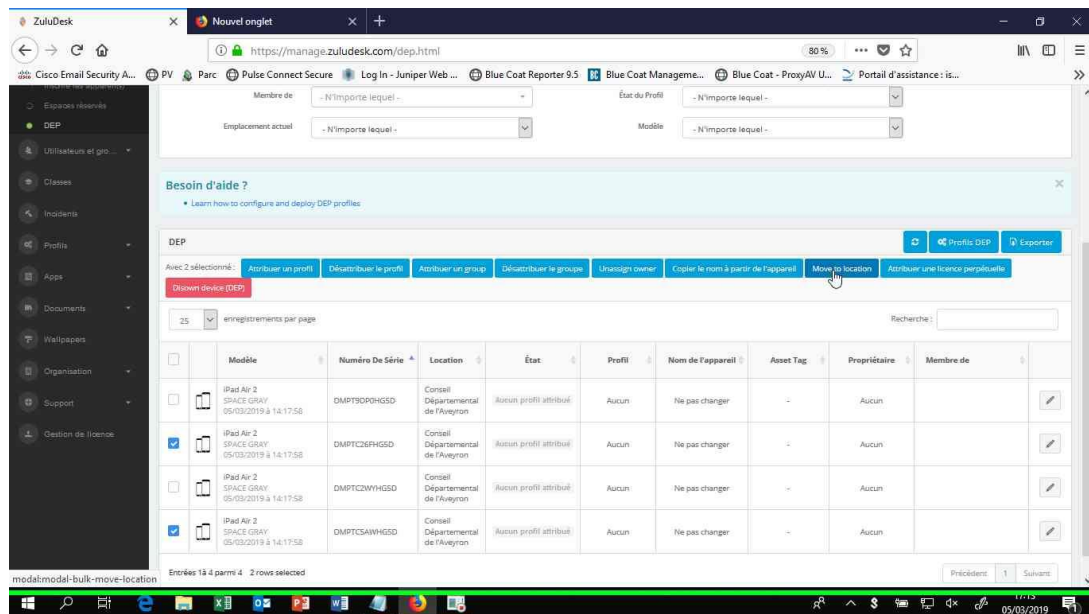 ZuluDesk
Nouvel onglet
https://manage.zuludesk.com/dep.html
80 %
Cisco Email Security A... PV Parc Pulse Connect Secure Log In - Juniper Web ... Blue Coat Reporter 9.5 Blue Coat Manageme... Blue Coat - ProxyAV U... Portail d'assistance : is...
Espaces réservés
DEP
Utilisateurs et gro...
Classes
Incidents
Profils
Apps
Documents
Wallpapers
Organisation
Support
Gestion de licence
Membre de - N'importe lequel - État du Profil - N'importe lequel -
Emplacement actuel - N'importe lequel - Modèle - N'importe lequel -
Besoin d'aide ?
Learn how to configure and deploy DEP profiles
DEP Profils DEP Exporter
Avec 2 sélectionné : Attribuer un profil Désattribuer le profil Attribuer un group Désattribuer le groupe Unassign owner Copier le nom à partir de l'appareil Move to location Attribuer une licence perpétuelle
Disown device (DEP)
25 enregistrements par page Recherche :
Modèle Numéro De Série Location État Profil Nom de l'appareil Asset Tag Propriétaire Membre de
iPad Air 2
SPACE GRAY
05/03/2019 à 14:17:58
DMPT9DP0HG5D
Conseil
Départemental
de l'Aveyron
Aucun profil attribué Aucun Ne pas changer - Aucun
iPad Air 2
SPACE GRAY
05/03/2019 à 14:17:58
DMPTC26FHG5D
Conseil
Départemental
de l'Aveyron
Aucun profil attribué Aucun Ne pas changer - Aucun
iPad Air 2
SPACE GRAY
05/03/2019 à 14:17:58
DMPTC2WYHG5D
Conseil
Départemental
de l'Aveyron
Aucun profil attribué Aucun Ne pas changer - Aucun
iPad Air 2
SPACE GRAY
05/03/2019 à 14:17:58
DMPTC5AWHG5D
Conseil
Départemental
de l'Aveyron
Aucun profil attribué Aucun Ne pas changer - Aucun
Entrées 1à 4 parmi 4 2 rows selected Précédent 1 Suivant
modal:modal-bulk-move-location
17:13
05/03/2019